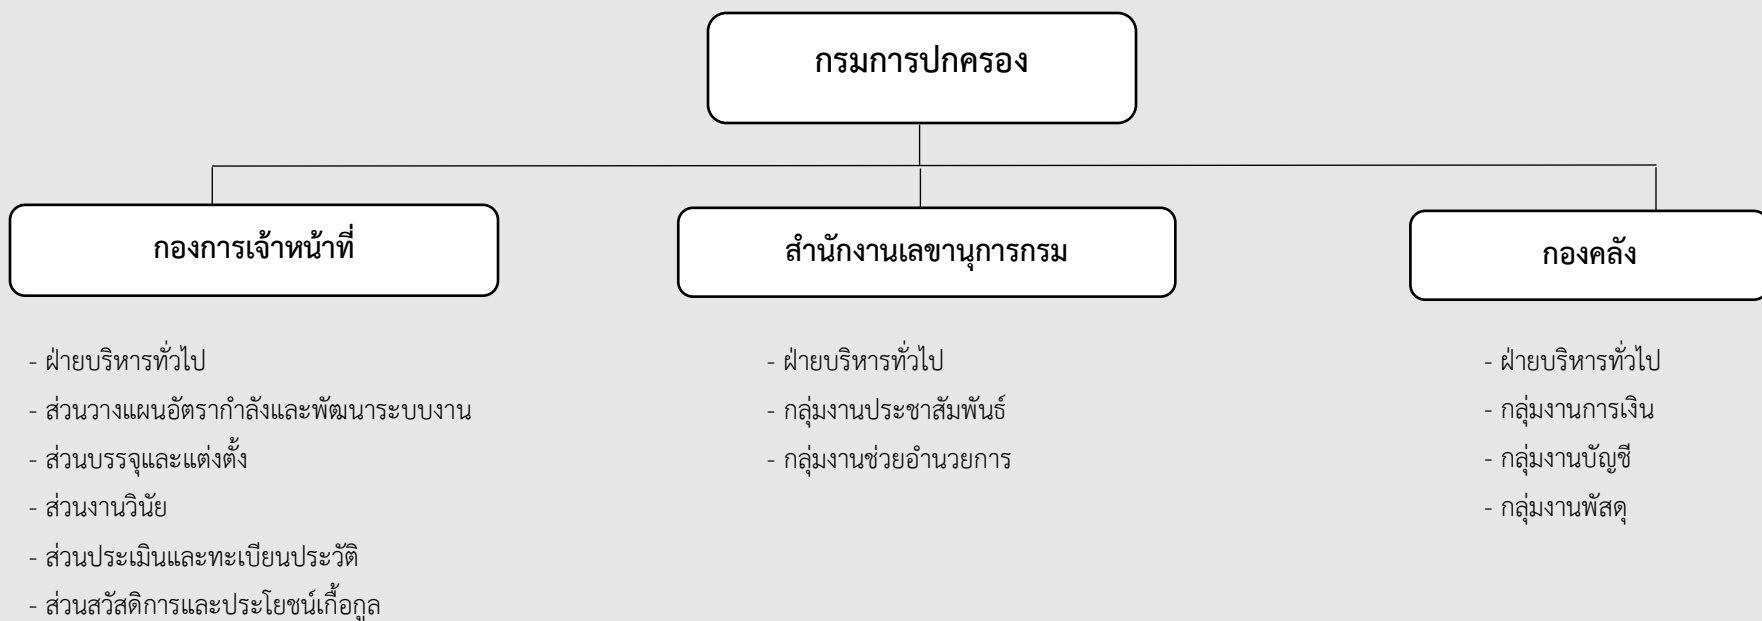 กรมการปกครอง
กองการเจ้าหน้าที่
- ฝ่ายบริหารทั่วไป
- ส่วนวางแผนอัตรากำลังและพัฒนาระบบงาน
- ส่วนบรรจุและแต่งตั้ง
- ส่วนงานวินัย
- ส่วนประเมินและทะเบียนประวัติ
- ส่วนสวัสดิการและประโยชน์เกื้อกูล
สำนักงานเลขานุการกรม
- ฝ่ายบริหารทั่วไป
- กลุ่มงานประชาสัมพันธ์
- กลุ่มงานช่วยอำนวยการ
กองคลัง
- ฝ่ายบริหารทั่วไป
- กลุ่มงานการเงิน
- กลุ่มงานบัญชี
- กลุ่มงานพัสดุ